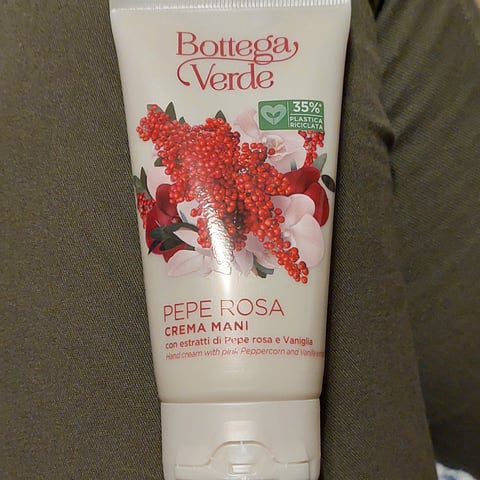 Bottega
Verde
35%*
PLASTICA
RICICLATA
PEPE ROSA
CREMA MANI
con estratti di Pepe rosa e Vaniglia
Hand cream with pink Peppercorn and Vanilla